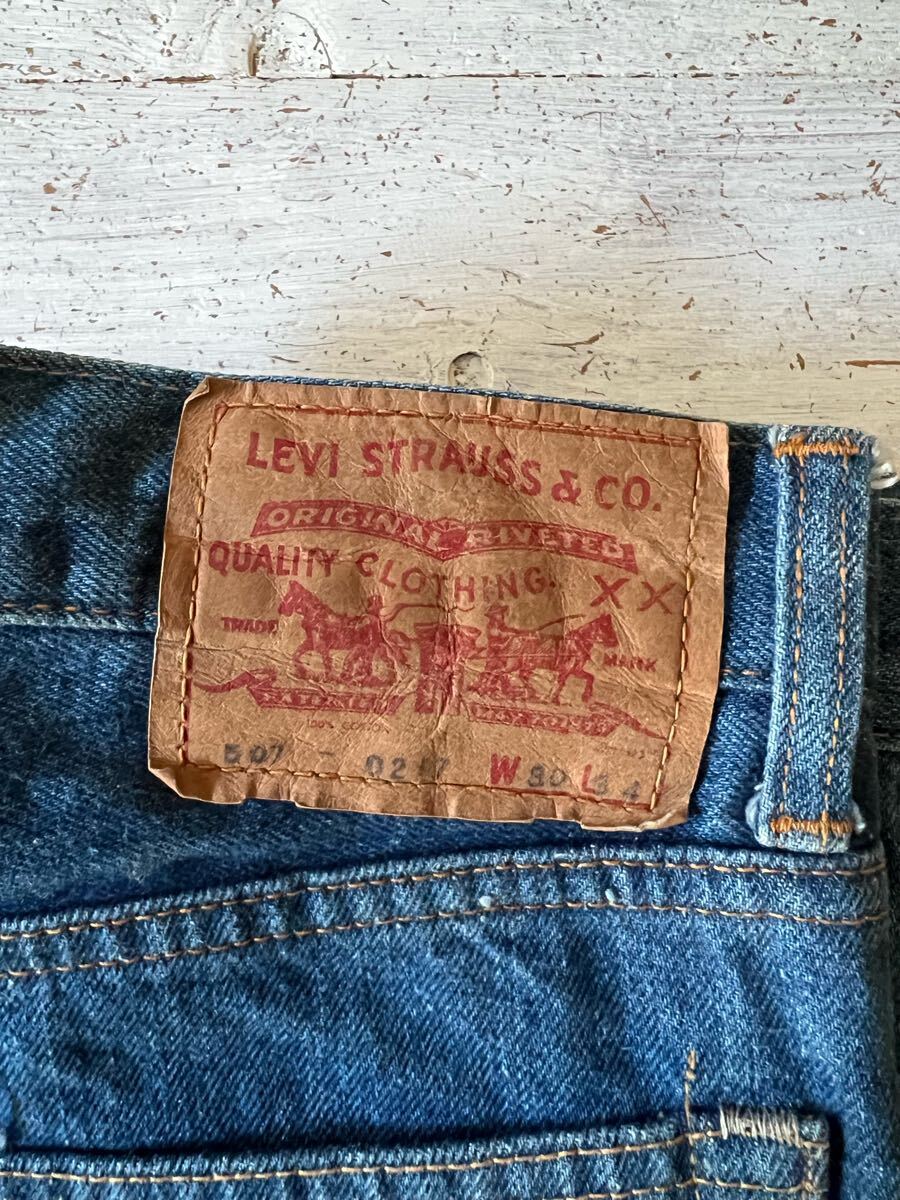 LEVI STRAUSS & CO.
ORIGINAL RIVETED
QUALITY CLOTHING. XX
TRADE MARK
100% COTTON
507 - 0217 W30 L34